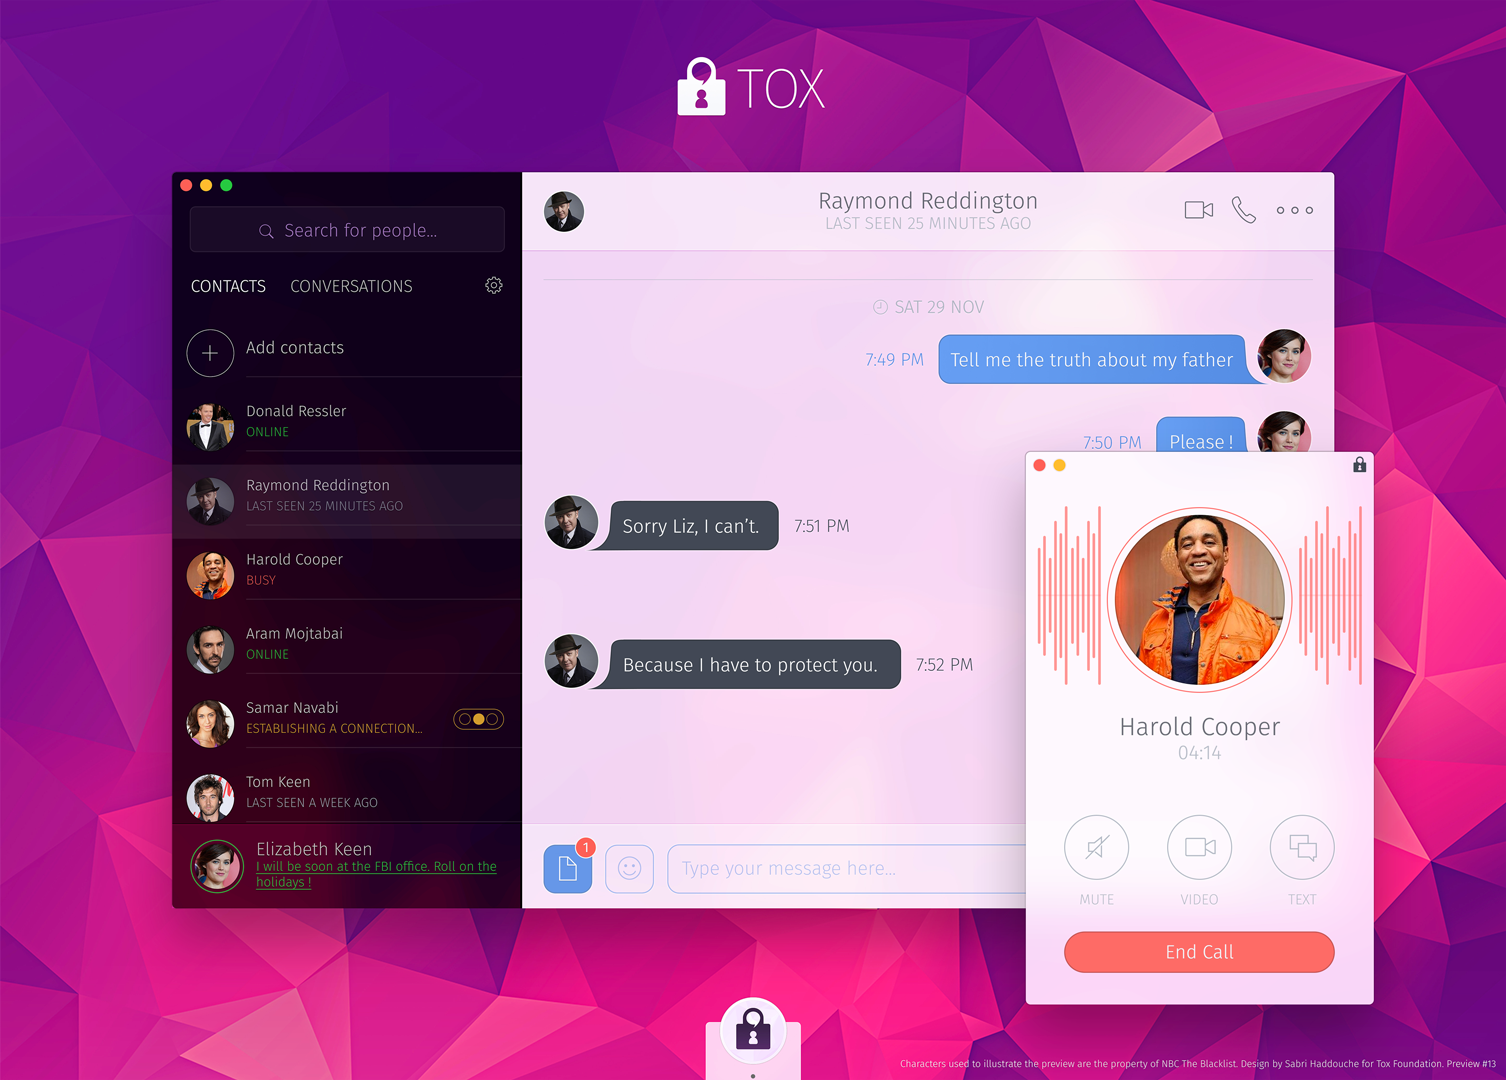 TOX
Search for people...
CONTACTS
CONVERSATIONS
Add contacts
Donald Ressler
ONLINE
Raymond Reddington
LAST SEEN 25 MINUTES AGO
Harold Cooper
BUSY
Aram Mojtabai
ONLINE
Samar Navabi
ESTABLISHING A CONNECTION...
Tom Keen
LAST SEEN A WEEK AGO
Elizabeth Keen
I will be soon at the FBI office. Roll on the
holidays !
Raymond Reddington
LAST SEEN 25 MINUTES AGO
SAT 29 NOV
7:49 PM
Tell me the truth about my father
7:50 PM
Please !
Sorry Liz, I can't.
7:51 PM
Because I have to protect you.
7:52 PM
1
Type your message here...
Harold Cooper
04:14
MUTE
VIDEO
TEXT
End Call
Characters used to illustrate the preview are the property of NBC The Blacklist. Design by Sabri Haddouche for Tox Foundation. Preview #13